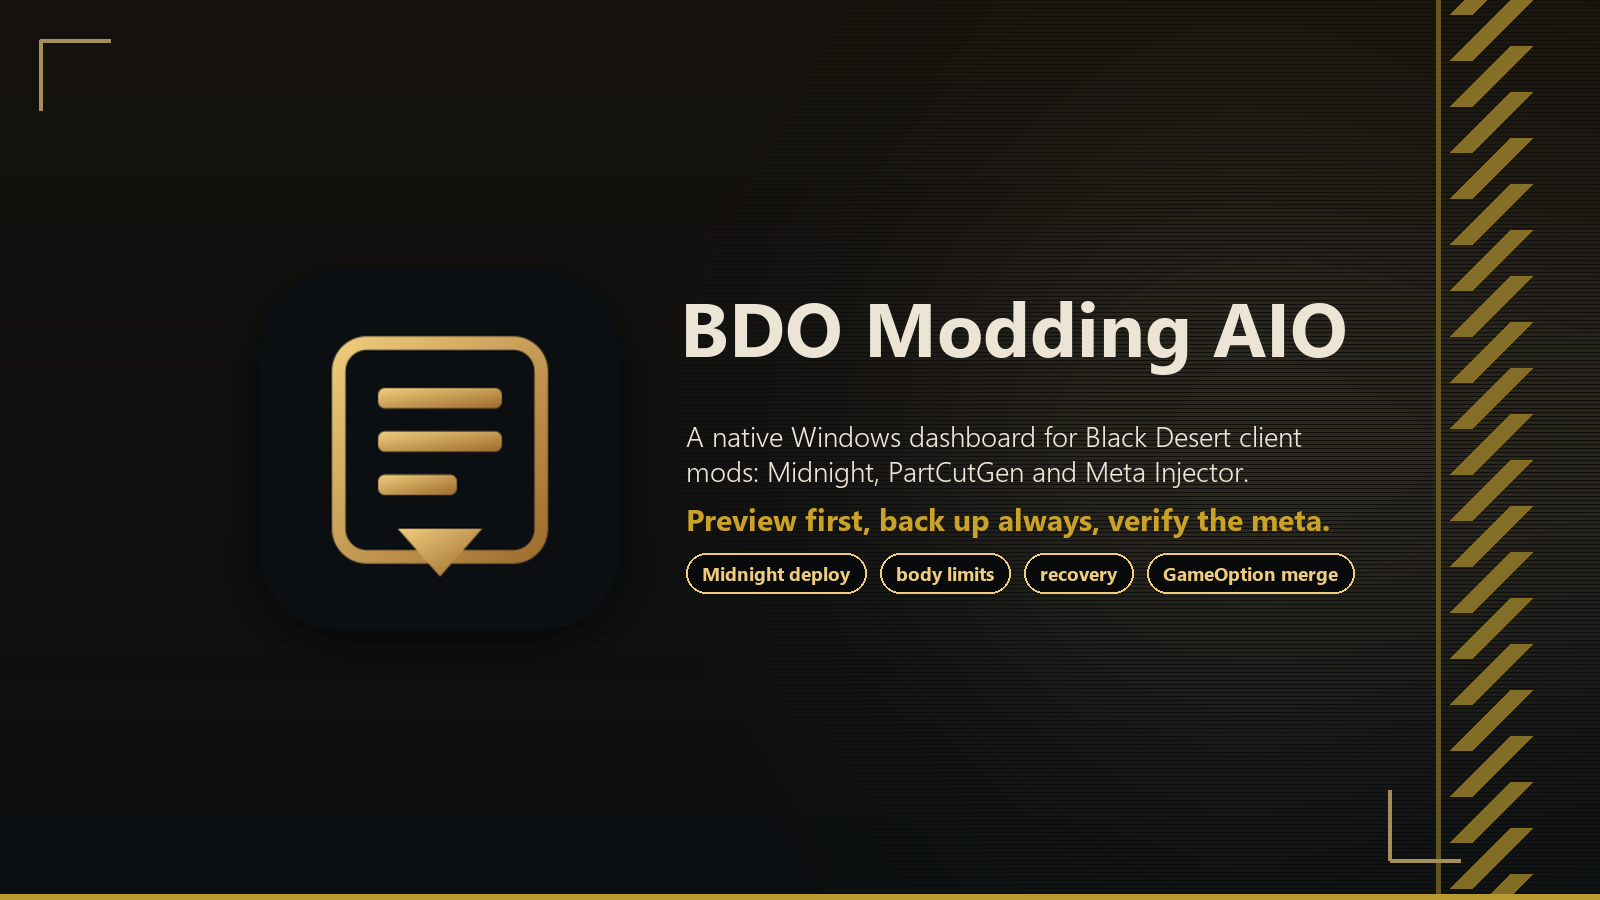 BDO Modding AIO
A native Windows dashboard for Black Desert client
mods: Midnight, PartCutGen and Meta Injector.
Preview first, back up always, verify the meta.
Midnight deploy body limits recovery GameOption merge